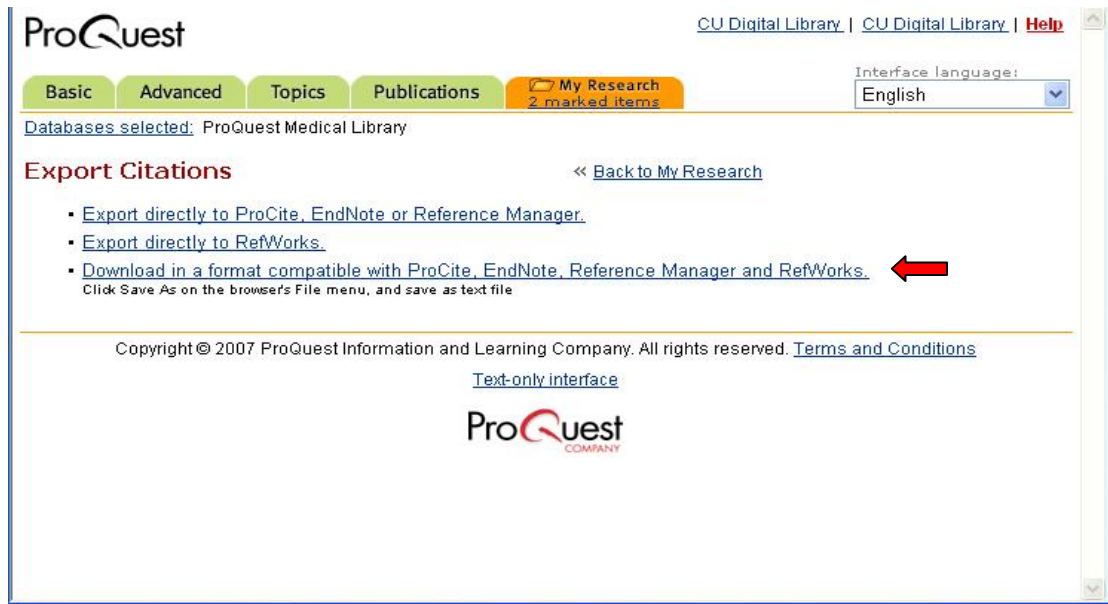 ProQuest
CU Digital Library | CU Digital Library | Help
Interface language:
Basic Advanced Topics Publications My Research
2 marked items
English
Databases selected: ProQuest Medical Library
Export Citations
« Back to My Research
▪ Export directly to ProCite, EndNote or Reference Manager.
▪ Export directly to RefWorks.
▪ Download in a format compatible with ProCite, EndNote, Reference Manager and RefWorks.
Click Save As on the browser's File menu, and save as text file
Copyright © 2007 ProQuest Information and Learning Company. All rights reserved. Terms and Conditions
Text-only interface
ProQuest
COMPANY